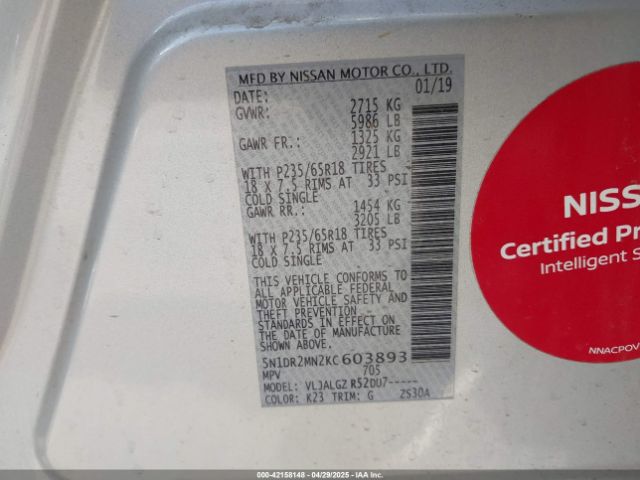 MFD BY NISSAN MOTOR CO., LTD.
DATE: 01/19
GVWR: 2715 KG
5986 LB
GAWR FR.: 1325 KG
2921 LB
WITH P235/65R18 TIRES
18 X 7.5 RIMS AT 33 PSI
COLD SINGLE
GAWR RR.: 1454 KG
3205 LB
WITH P235/65R18 TIRES
18 X 7.5 RIMS AT 33 PSI
COLD SINGLE
THIS VEHICLE CONFORMS TO
ALL APPLICABLE FEDERAL
MOTOR VEHICLE SAFETY AND
THEFT PREVENTION
STANDARDS IN EFFECT ON
THE DATE OF MANUFACTURE
SHOWN ABOVE.
5N1DR2MN2KC603893
MPV 705
MODEL: VLJALGZ R52DU7-----
COLOR: K23 TRIM: G 2S30A
NISS
Certified Pr
Intelligent S
NNACPOV
000-42158148 - 04/29/2025 - IAAI.COM